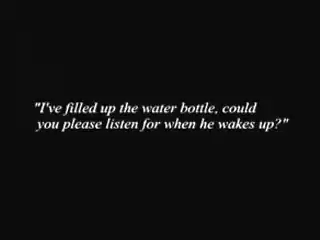 "I've filled up the water bottle, could
you please listen for when he wakes up?"